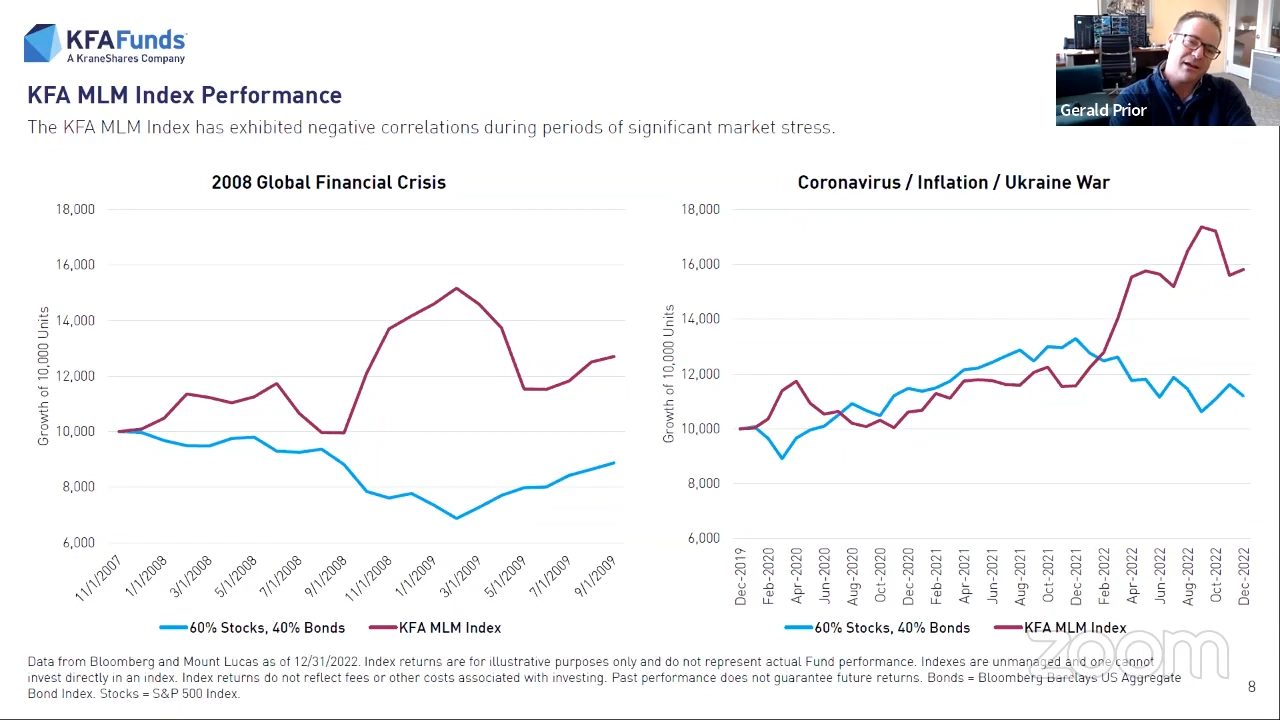 KFAFunds
A KraneShares Company
Gerald Prior
KFA MLM Index Performance
The KFA MLM Index has exhibited negative correlations during periods of significant market stress.
2008 Global Financial Crisis
Growth of 10,000 Units
18,000
16,000
14,000
12,000
10,000
8,000
6,000
11/1/2007
1/1/2008
3/1/2008
5/1/2008
7/1/2008
9/1/2008
11/1/2008
1/1/2009
3/1/2009
5/1/2009
7/1/2009
9/1/2009
60% Stocks, 40% Bonds
KFA MLM Index
Coronavirus / Inflation / Ukraine War
Growth of 10,000 Units
18,000
16,000
14,000
12,000
10,000
8,000
6,000
Dec-2019
Feb-2020
Apr-2020
Jun-2020
Aug-2020
Oct-2020
Dec-2020
Feb-2021
Apr-2021
Jun-2021
Aug-2021
Oct-2021
Dec-2021
Feb-2022
Apr-2022
Jun-2022
Aug-2022
Oct-2022
Dec-2022
60% Stocks, 40% Bonds
KFA MLM Index
zoom
Data from Bloomberg and Mount Lucas as of 12/31/2022. Index returns are for illustrative purposes only and do not represent actual Fund performance. Indexes are unmanaged and one cannot
invest directly in an index. Index returns do not reflect fees or other costs associated with investing. Past performance does not guarantee future returns. Bonds = Bloomberg Barclays US Aggregate
Bond Index. Stocks = S&P 500 Index.
8